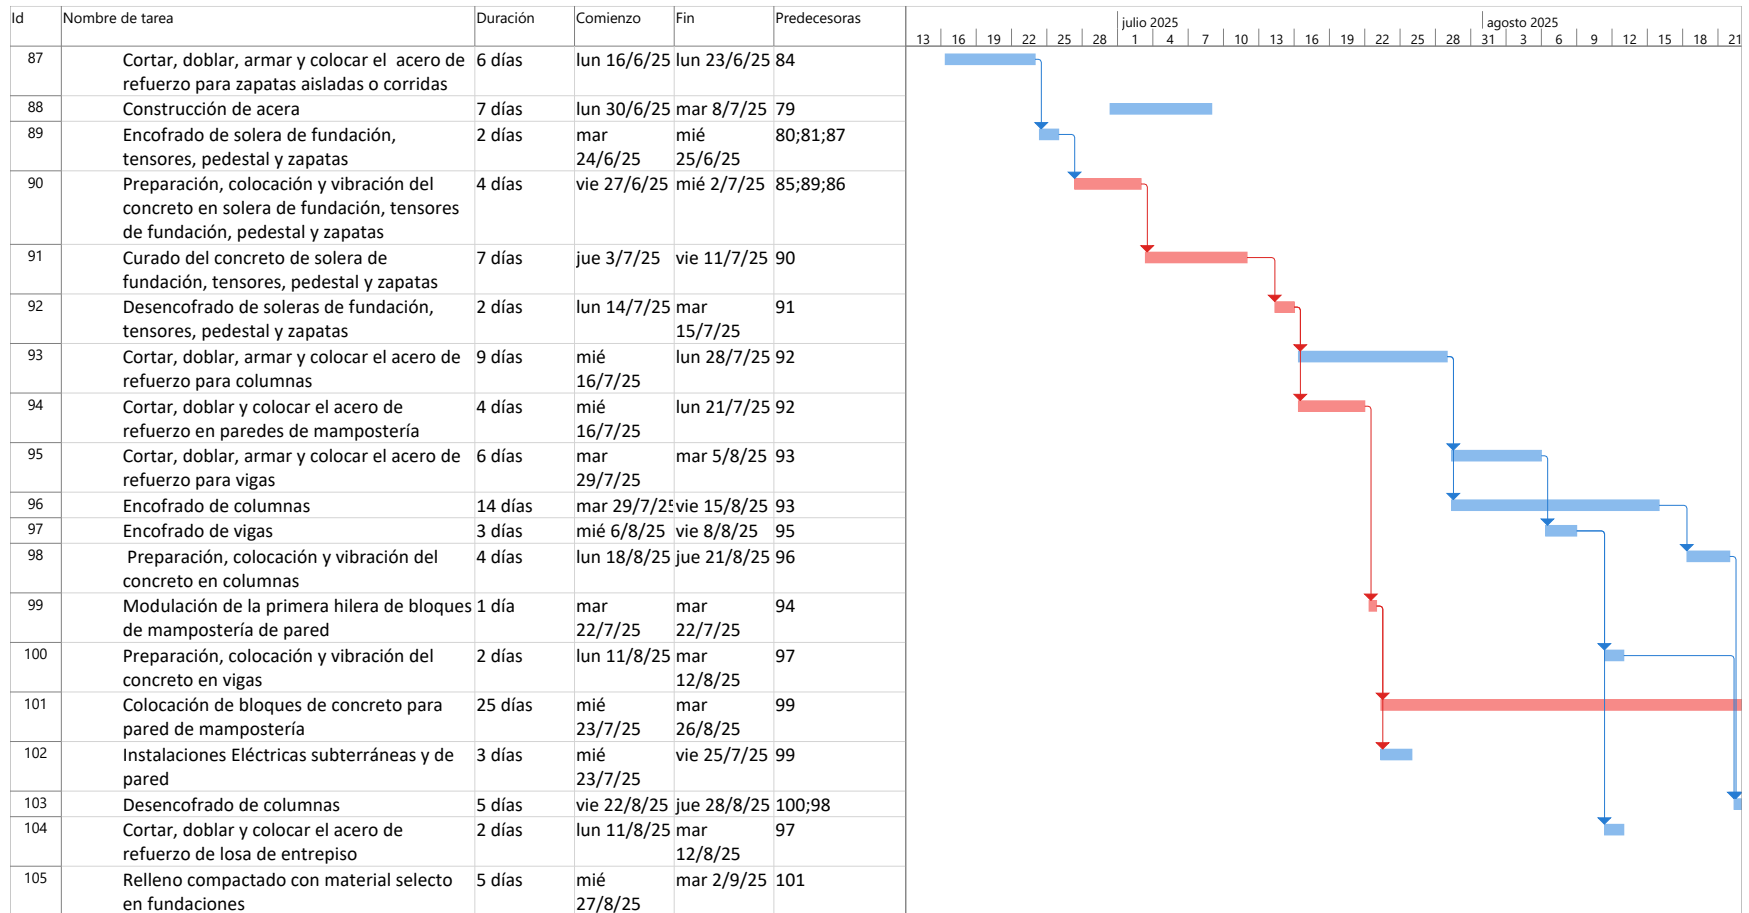 Id Nombre de tarea Duración Comienzo Fin Predecesoras
julio 2025 agosto 2025
13 16 19 22 25 28 1 4 7 10 13 16 19 22 25 28 31 3 6 9 12 15 18 21
87 Cortar, doblar, armar y colocar el acero de 6 días lun 16/6/25 lun 23/6/25 84
refuerzo para zapatas aisladas o corridas
88 Construcción de acera 7 días lun 30/6/25 mar 8/7/25 79
89 Encofrado de solera de fundación, 2 días mar mié 80;81;87
tensores, pedestal y zapatas 24/6/25 25/6/25
90 Preparación, colocación y vibración del 4 días vie 27/6/25 mié 2/7/25 85;89;86
concreto en solera de fundación, tensores
de fundación, pedestal y zapatas
91 Curado del concreto de solera de 7 días jue 3/7/25 vie 11/7/25 90
fundación, tensores, pedestal y zapatas
92 Desencofrado de soleras de fundación, 2 días lun 14/7/25 mar 91
tensores, pedestal y zapatas 15/7/25
93 Cortar, doblar, armar y colocar el acero de 9 días mié lun 28/7/25 92
refuerzo para columnas 16/7/25
94 Cortar, doblar y colocar el acero de 4 días mié lun 21/7/25 92
refuerzo en paredes de mampostería 16/7/25
95 Cortar, doblar, armar y colocar el acero de 6 días mar mar 5/8/25 93
refuerzo para vigas 29/7/25
96 Encofrado de columnas 14 días mar 29/7/25 vie 15/8/25 93
97 Encofrado de vigas 3 días mié 6/8/25 vie 8/8/25 95
98 Preparación, colocación y vibración del 4 días lun 18/8/25 jue 21/8/25 96
concreto en columnas
99 Modulación de la primera hilera de bloques 1 día mar mar 94
de mampostería de pared 22/7/25 22/7/25
100 Preparación, colocación y vibración del 2 días lun 11/8/25 mar 97
concreto en vigas 12/8/25
101 Colocación de bloques de concreto para 25 días mié mar 99
pared de mampostería 23/7/25 26/8/25
102 Instalaciones Eléctricas subterráneas y de 3 días mié vie 25/7/25 99
pared 23/7/25
103 Desencofrado de columnas 5 días vie 22/8/25 jue 28/8/25 100;98
104 Cortar, doblar y colocar el acero de 2 días lun 11/8/25 mar 97
refuerzo de losa de entrepiso 12/8/25
105 Relleno compactado con material selecto 5 días mié mar 2/9/25 101
en fundaciones 27/8/25